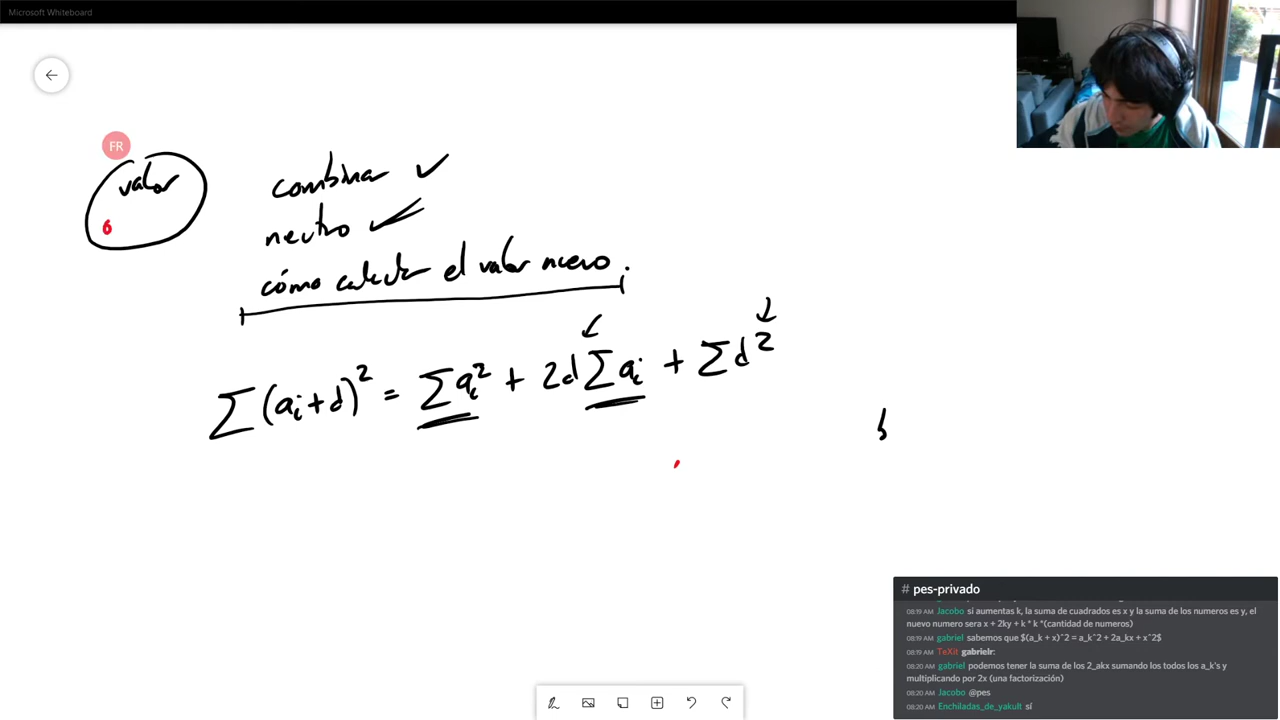 Microsoft Whiteboard
FR
valor
0
combinar ✓
neutro ✓
cómo calcular el valor nuevo.
∑(aᵢ+d)² = ∑aᵢ² + 2d∑aᵢ + ∑d²
# pes-privado
08:19 AM Jacobo si aumentas k, la suma de cuadrados es x y la suma de los numeros es y, el
nuevo numero sera x + 2ky + k * k *(cantidad de numeros)
08:19 AM gabriel sabemos que $(a_k + x)^2 = a_k^2 + 2a_kx + x^2$
08:19 AM TeXit gabrielr:
08:20 AM gabriel podemos tener la suma de los 2_akx sumando los todos los a_k's y
multiplicando por 2x (una factorización)
08:20 AM Jacobo @pes
08:20 AM Enchiladas_de_yakult sí